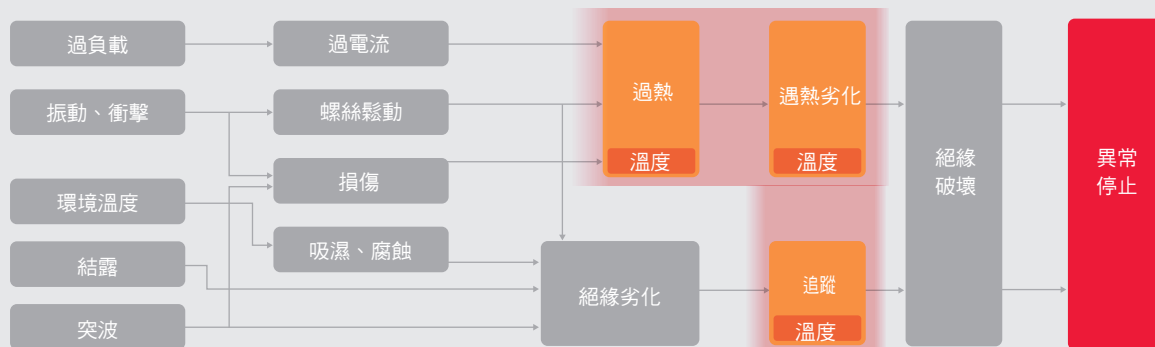 過負載
振動、衝擊
環境溫度
結露
突波
過電流
螺絲鬆動
損傷
吸濕、腐蝕
過熱
溫度
遇熱劣化
溫度
絕緣劣化
追蹤
溫度
絕緣
破壞
異常
停止